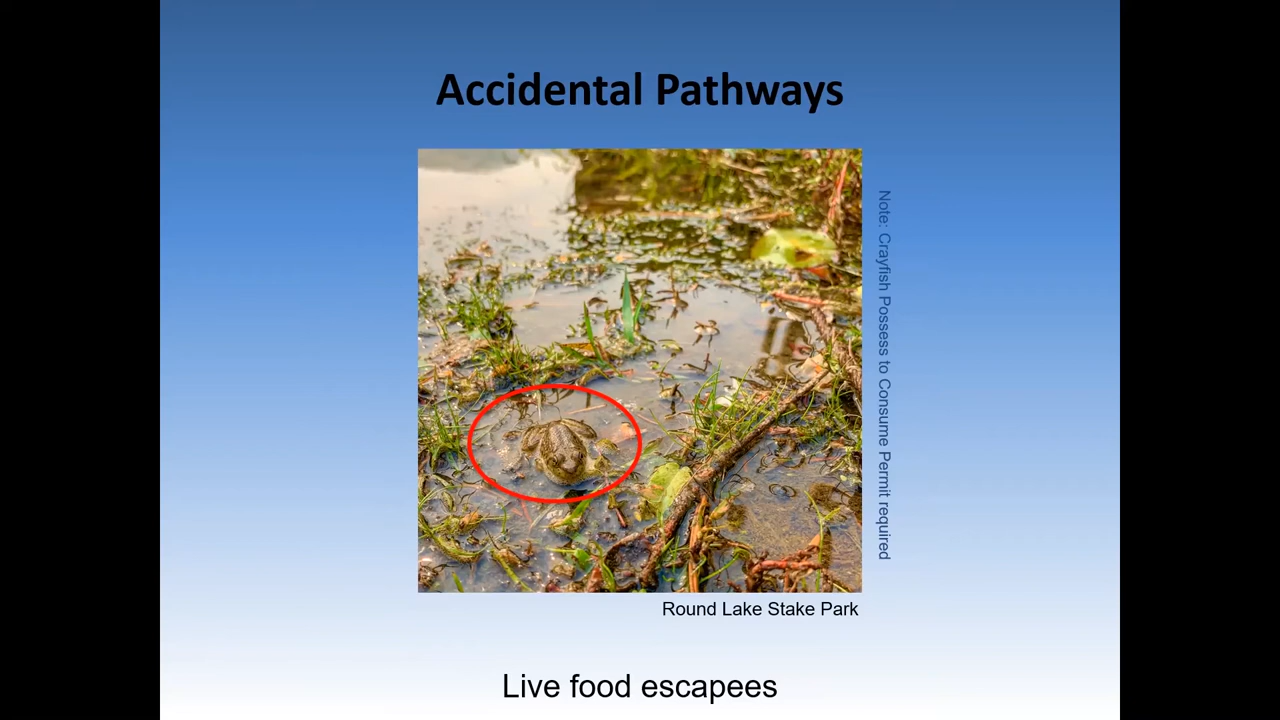 Accidental Pathways
Note: Crayfish Possess to Consume Permit required
Round Lake Stake Park
Live food escapees